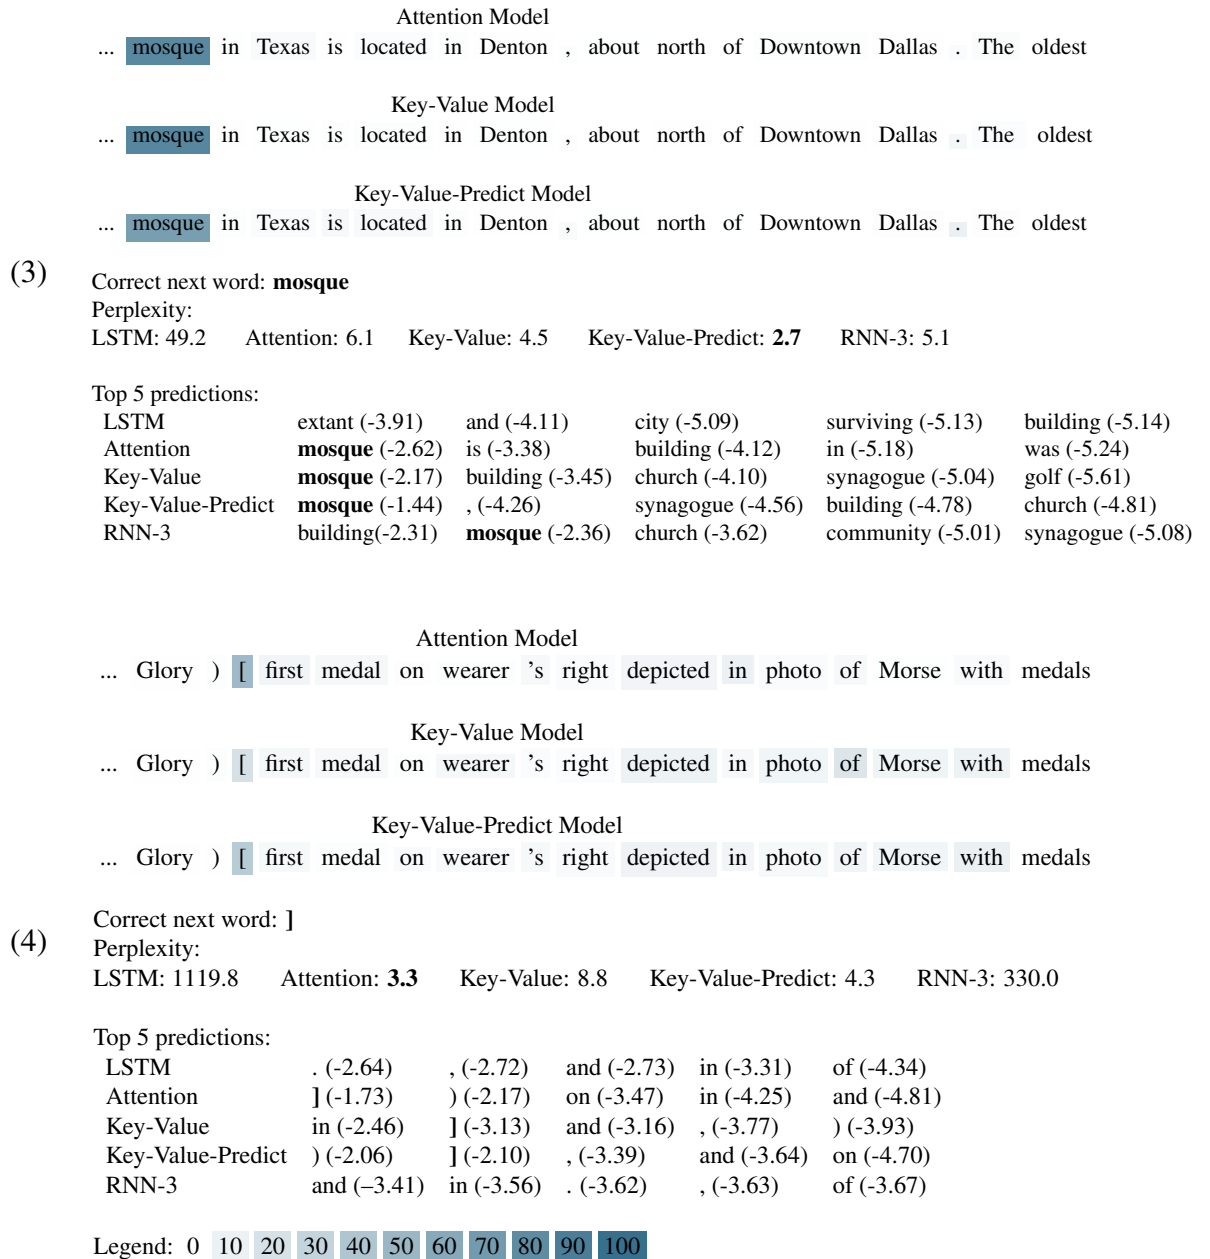 Attention Model
... mosque in Texas is located in Denton , about north of Downtown Dallas . The oldest
Key-Value Model
... mosque in Texas is located in Denton , about north of Downtown Dallas . The oldest
Key-Value-Predict Model
... mosque in Texas is located in Denton , about north of Downtown Dallas . The oldest
(3)
Correct next word: mosque
Perplexity:
LSTM: 49.2 Attention: 6.1 Key-Value: 4.5 Key-Value-Predict: 2.7 RNN-3: 5.1
Top 5 predictions:
LSTM extant (-3.91) and (-4.11) city (-5.09) surviving (-5.13) building (-5.14)
Attention mosque (-2.62) is (-3.38) building (-4.12) in (-5.18) was (-5.24)
Key-Value mosque (-2.17) building (-3.45) church (-4.10) synagogue (-5.04) golf (-5.61)
Key-Value-Predict mosque (-1.44) , (-4.26) synagogue (-4.56) building (-4.78) church (-4.81)
RNN-3 building(-2.31) mosque (-2.36) church (-3.62) community (-5.01) synagogue (-5.08)
Attention Model
... Glory ) [ first medal on wearer 's right depicted in photo of Morse with medals
Key-Value Model
... Glory ) [ first medal on wearer 's right depicted in photo of Morse with medals
Key-Value-Predict Model
... Glory ) [ first medal on wearer 's right depicted in photo of Morse with medals
(4)
Correct next word: ]
Perplexity:
LSTM: 1119.8 Attention: 3.3 Key-Value: 8.8 Key-Value-Predict: 4.3 RNN-3: 330.0
Top 5 predictions:
LSTM . (-2.64) , (-2.72) and (-2.73) in (-3.31) of (-4.34)
Attention ] (-1.73) ) (-2.17) on (-3.47) in (-4.25) and (-4.81)
Key-Value in (-2.46) ] (-3.13) and (-3.16) , (-3.77) ) (-3.93)
Key-Value-Predict ) (-2.06) ] (-2.10) , (-3.39) and (-3.64) on (-4.70)
RNN-3 and (–3.41) in (-3.56) . (-3.62) , (-3.63) of (-3.67)
Legend: 0 10 20 30 40 50 60 70 80 90 100